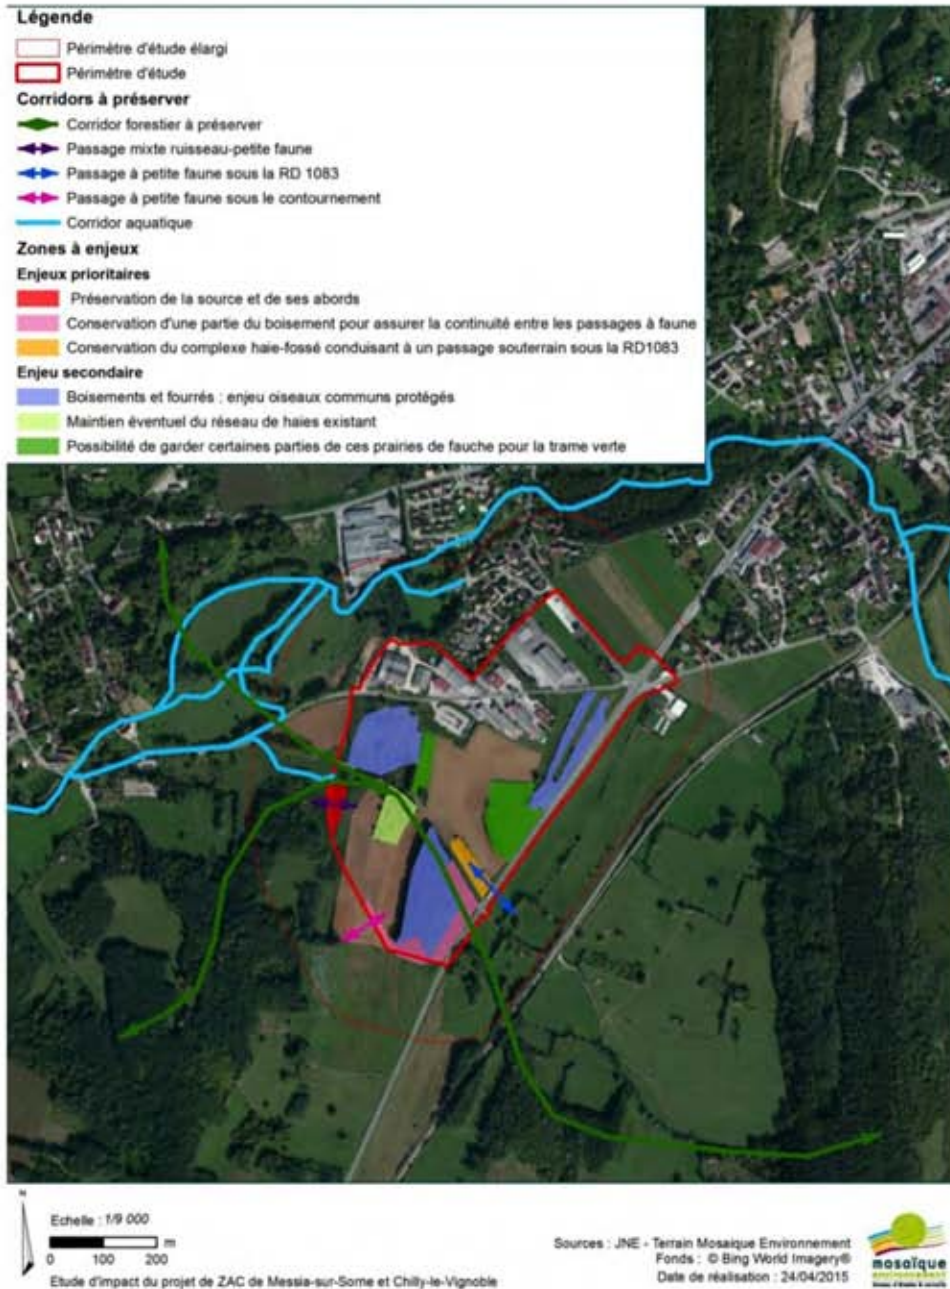 Légende
Périmètre d'étude élargi
Périmètre d'étude
Corridors à préserver
Corridor forestier à préserver
Passage mixte ruisseau-petite faune
Passage à petite faune sous la RD 1083
Passage à petite faune sous le contournement
Corridor aquatique
Zones à enjeux
Enjeux prioritaires
Préservation de la source et de ses abords
Conservation d'une partie du boisement pour assurer la continuité entre les passages à faune
Conservation du complexe haie-fossé conduisant à un passage souterrain sous la RD1083
Enjeu secondaire
Boisements et fourrés : enjeu oiseaux communs protégés
Maintien éventuel du réseau de haies existant
Possibilité de garder certaines parties de ces prairies de fauche pour la trame verte
N
Echelle : 1/9 000
m
0 100 200
Etude d'impact du projet de ZAC de Messia-sur-Sorne et Chilly-le-Vignoble
Sources : JNE - Terrain Mosaique Environnement
Fonds : © Bing World Imagery®
Date de réalisation : 24/04/2015
mosaïque
environnement